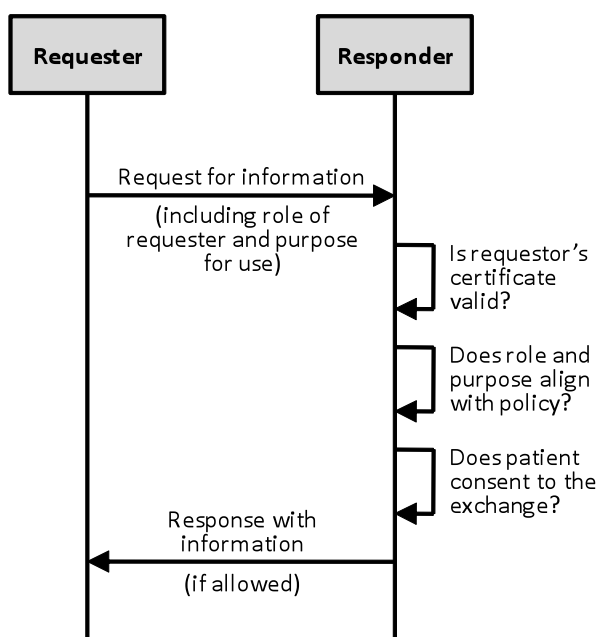 Requester
Responder
Request for information
(including role of
requester and purpose
for use)
Is requestor's
certificate
valid?
Does role and
purpose align
with policy?
Does patient
consent to the
exchange?
Response with
information
(if allowed)